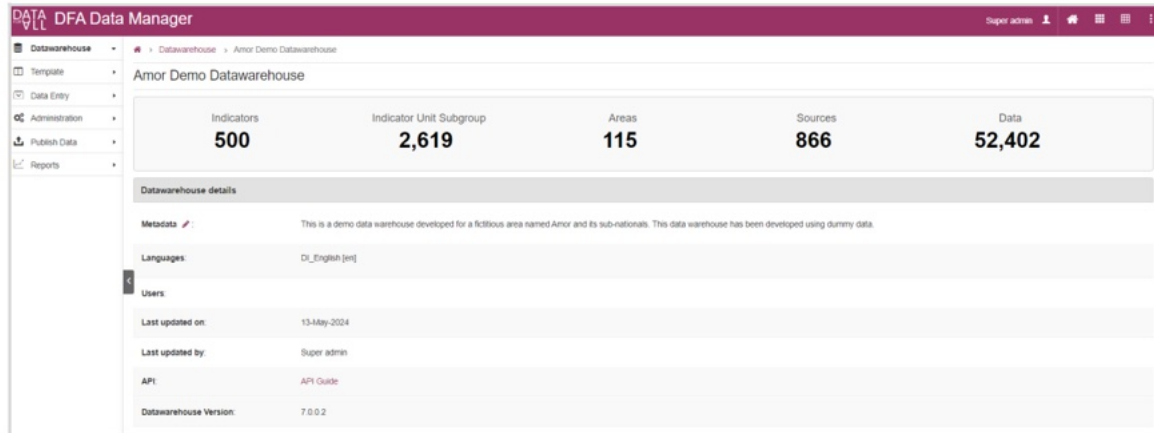 DATA FOR ALL DFA Data Manager
Super admin
Datawarehouse
Template
Data Entry
Administration
Publish Data
Reports
> Datawarehouse > Amor Demo Datawarehouse
Amor Demo Datawarehouse
Indicators Indicator Unit Subgroup Areas Sources Data
500 2,619 115 866 52,402
Datawarehouse details
Metadata : This is a demo data warehouse developed for a fictitious area named Amor and its sub-nationals. This data warehouse has been developed using dummy data.
Languages: DI_English [en]
Users:
Last updated on: 13-May-2024
Last updated by: Super admin
API: API Guide
Datawarehouse Version: 7.0.0.2